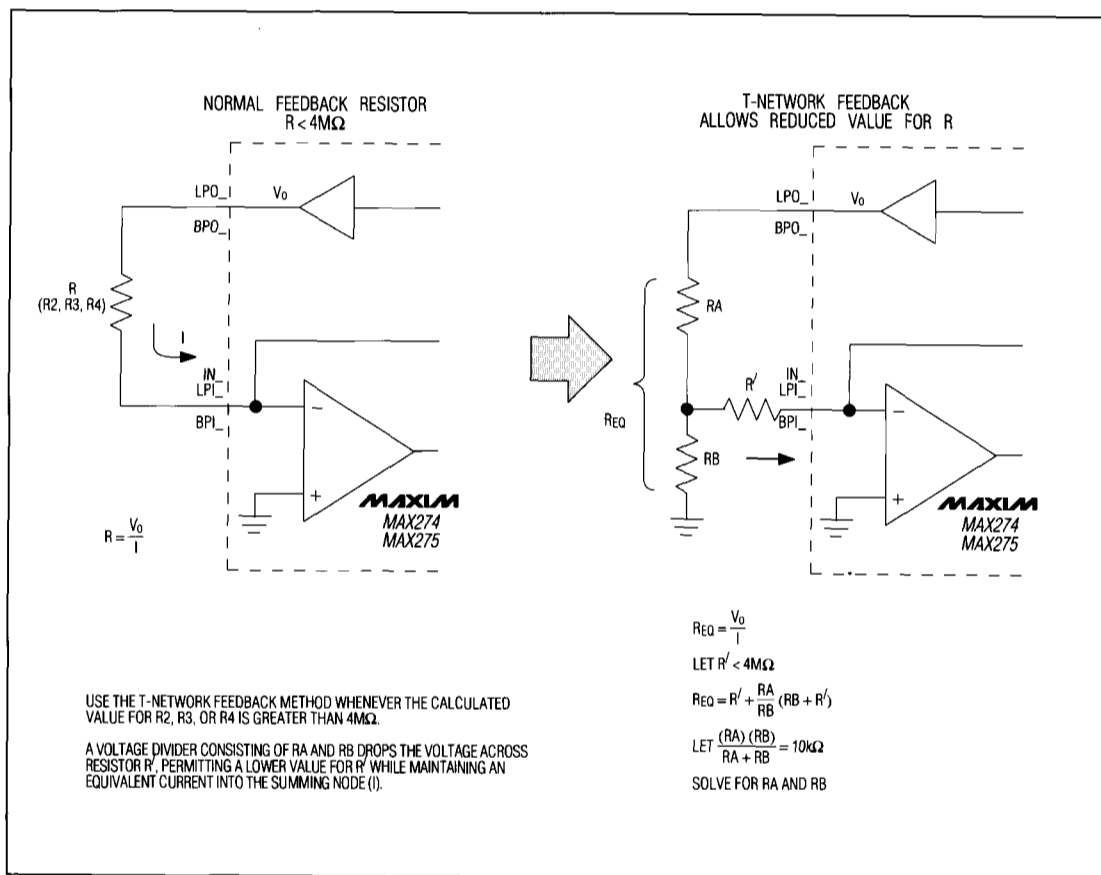 NORMAL FEEDBACK RESISTOR
R < 4MΩ
LPO_
V₀
BPO_
R
(R2, R3, R4)
I
IN_
LPI_
BPI_
−
+
MAXIM
MAX274
MAX275
R = V₀/I
T-NETWORK FEEDBACK
ALLOWS REDUCED VALUE FOR R
LPO_
V₀
BPO_
RA
REQ
R′
IN_
LPI_
BPI_
RB
−
+
MAXIM
MAX274
MAX275
USE THE T-NETWORK FEEDBACK METHOD WHENEVER THE CALCULATED
VALUE FOR R2, R3, OR R4 IS GREATER THAN 4MΩ.
A VOLTAGE DIVIDER CONSISTING OF RA AND RB DROPS THE VOLTAGE ACROSS
RESISTOR R′, PERMITTING A LOWER VALUE FOR R′ WHILE MAINTAINING AN
EQUIVALENT CURRENT INTO THE SUMMING NODE (I).
REQ = V₀/I
LET R′ < 4MΩ
REQ = R′ + RA/RB (RB + R′)
LET (RA) (RB)/RA + RB = 10kΩ
SOLVE FOR RA AND RB